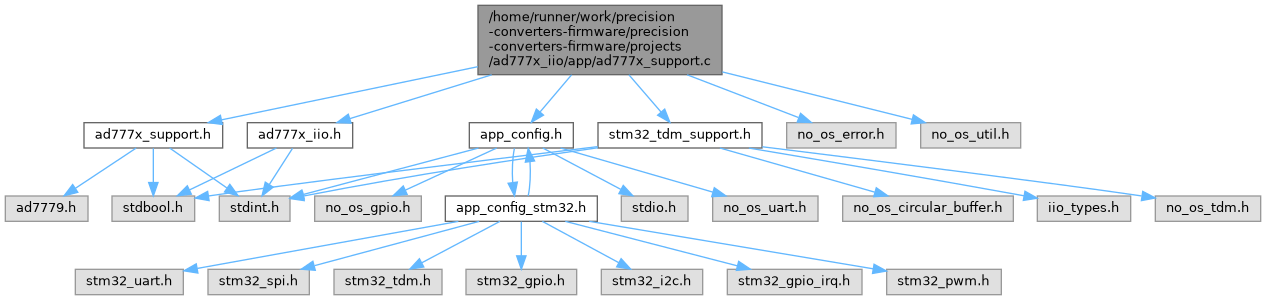 /home/runner/work/precision
-converters-firmware/precision
-converters-firmware/projects
/ad777x_iio/app/ad777x_support.c
ad777x_support.h
ad777x_iio.h
app_config.h
stm32_tdm_support.h
no_os_error.h
no_os_util.h
ad7779.h
stdbool.h
stdint.h
no_os_gpio.h
app_config_stm32.h
stdio.h
no_os_uart.h
no_os_circular_buffer.h
iio_types.h
no_os_tdm.h
stm32_uart.h
stm32_spi.h
stm32_tdm.h
stm32_gpio.h
stm32_i2c.h
stm32_gpio_irq.h
stm32_pwm.h